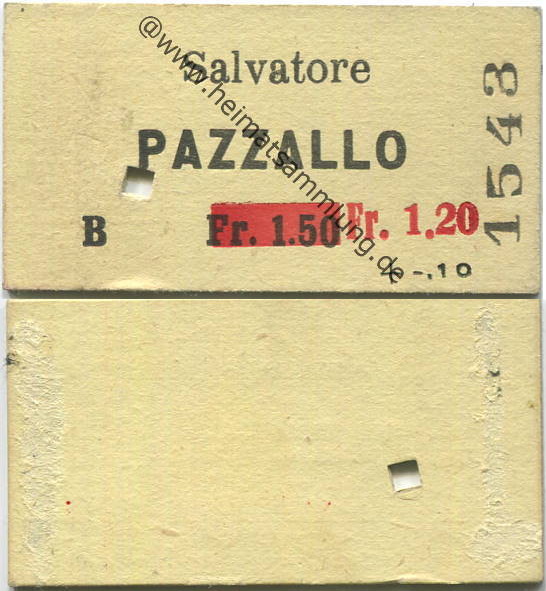 Salvatore
PAZZALLO
B Fr. 1.50 Fr. 1.20
-.10
1543
@www.heimatsammlung.de